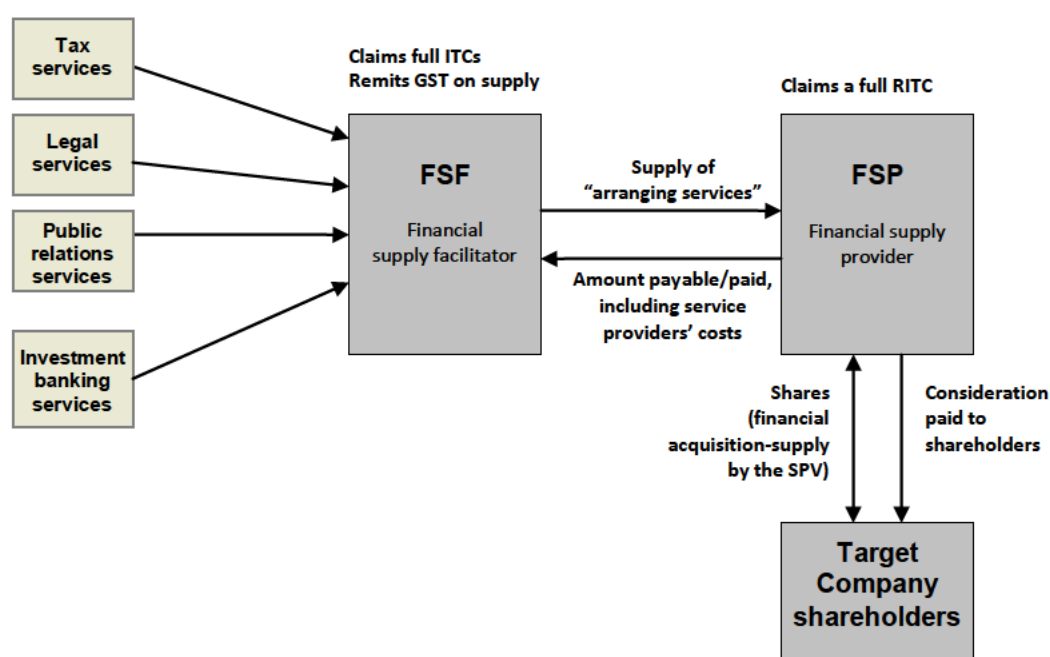 Tax
services
Legal
services
Public
relations
services
Investment
banking
services
Claims full ITCs
Remits GST on supply
FSF
Financial
supply facilitator
Supply of
“arranging services”
Amount payable/paid,
including service
providers’ costs
Claims a full RITC
FSP
Financial supply
provider
Shares
(financial
acquisition-supply
by the SPV)
Consideration
paid to
shareholders
Target
Company
shareholders